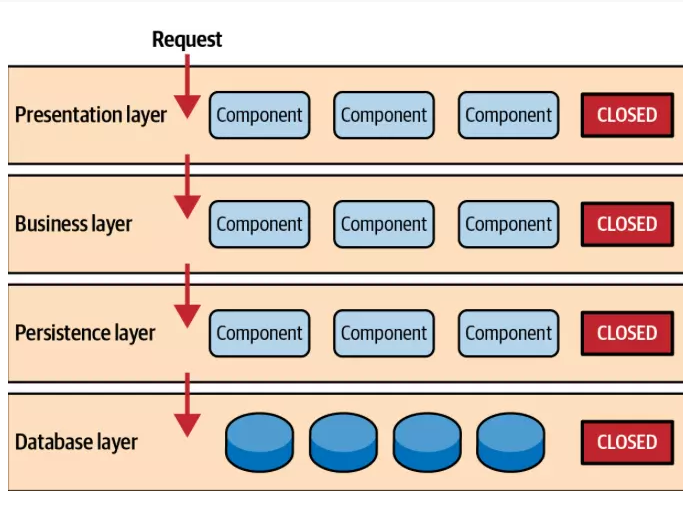 Request
Presentation layer
Component
Component
Component
CLOSED
Business layer
Component
Component
Component
CLOSED
Persistence layer
Component
Component
Component
CLOSED
Database layer
CLOSED